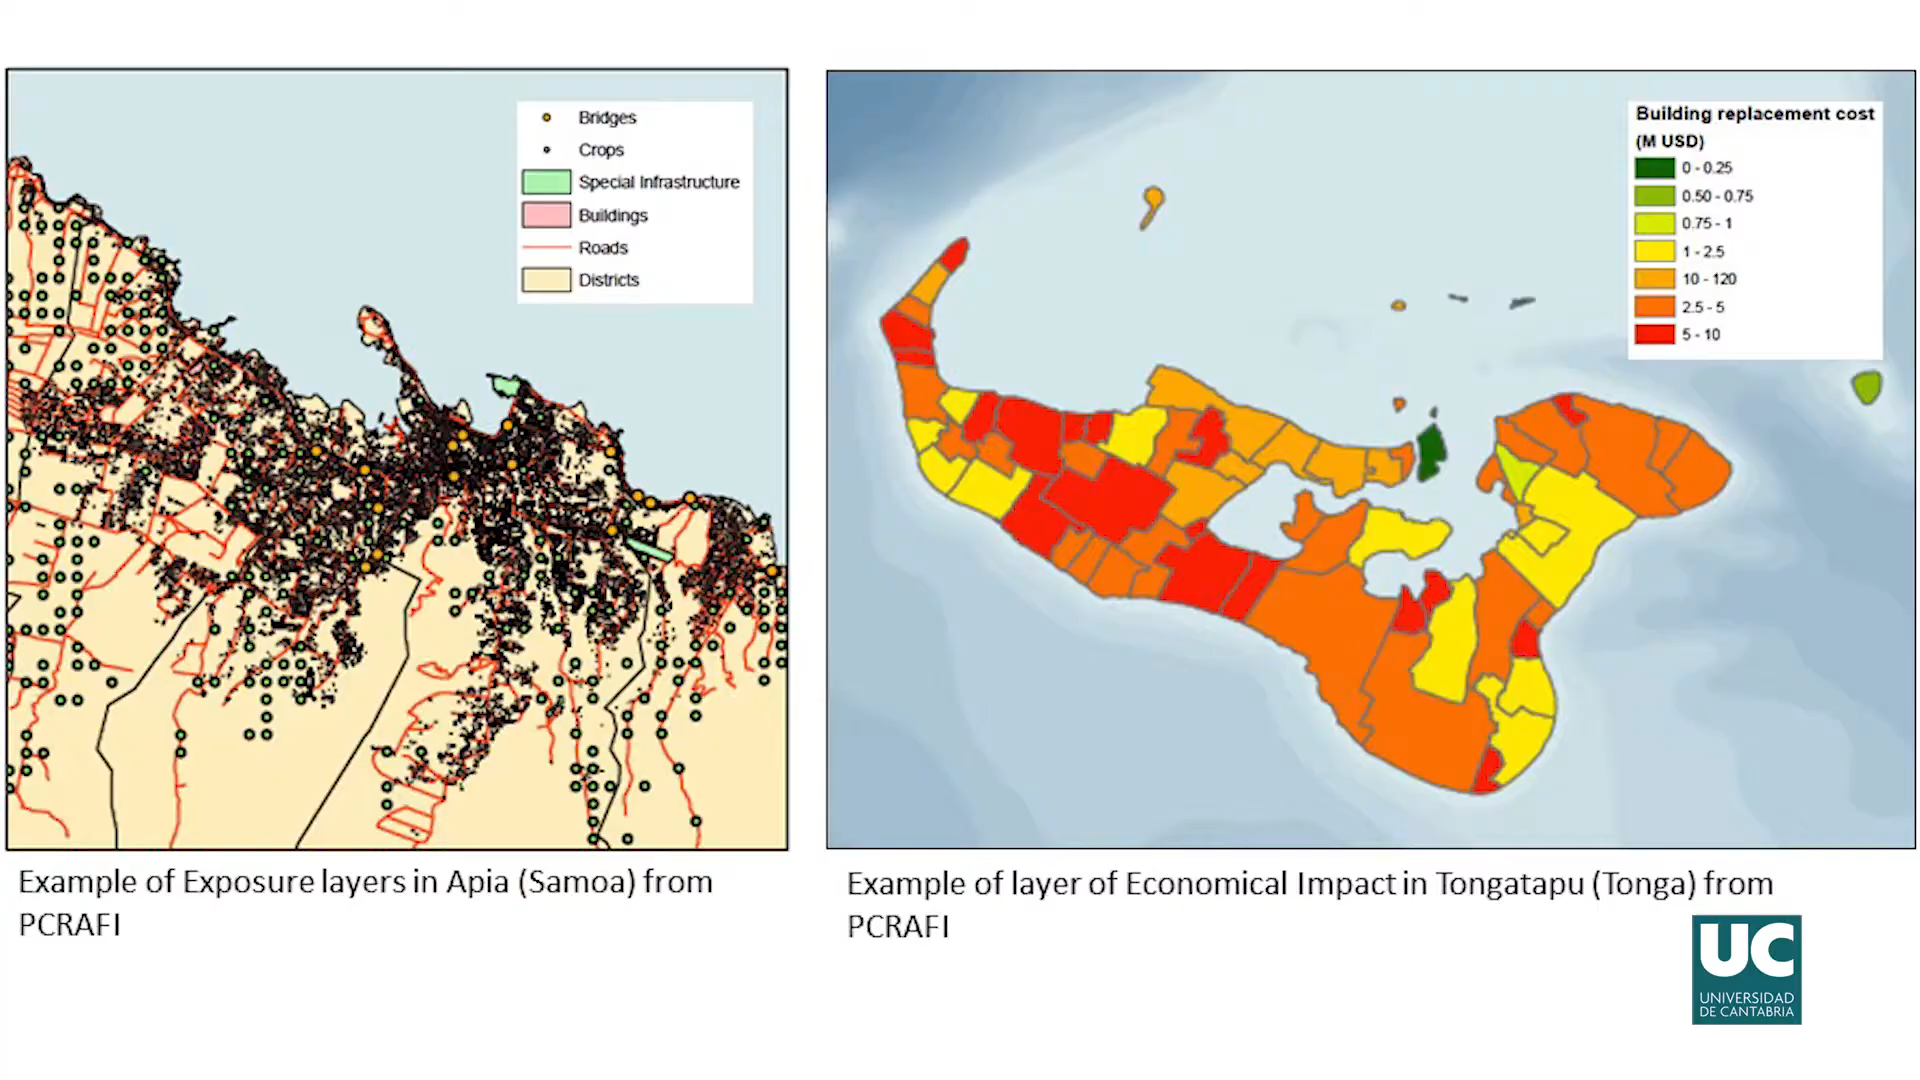 Bridges
Crops
Special Infrastructure
Buildings
Roads
Districts
Building replacement cost
(M USD)
0 - 0.25
0.50 - 0.75
0.75 - 1
1 - 2.5
10 - 120
2.5 - 5
5 - 10
Example of Exposure layers in Apia (Samoa) from
PCRAFI
Example of layer of Economical Impact in Tongatapu (Tonga) from
PCRAFI
UC
UNIVERSIDAD
DE CANTABRIA